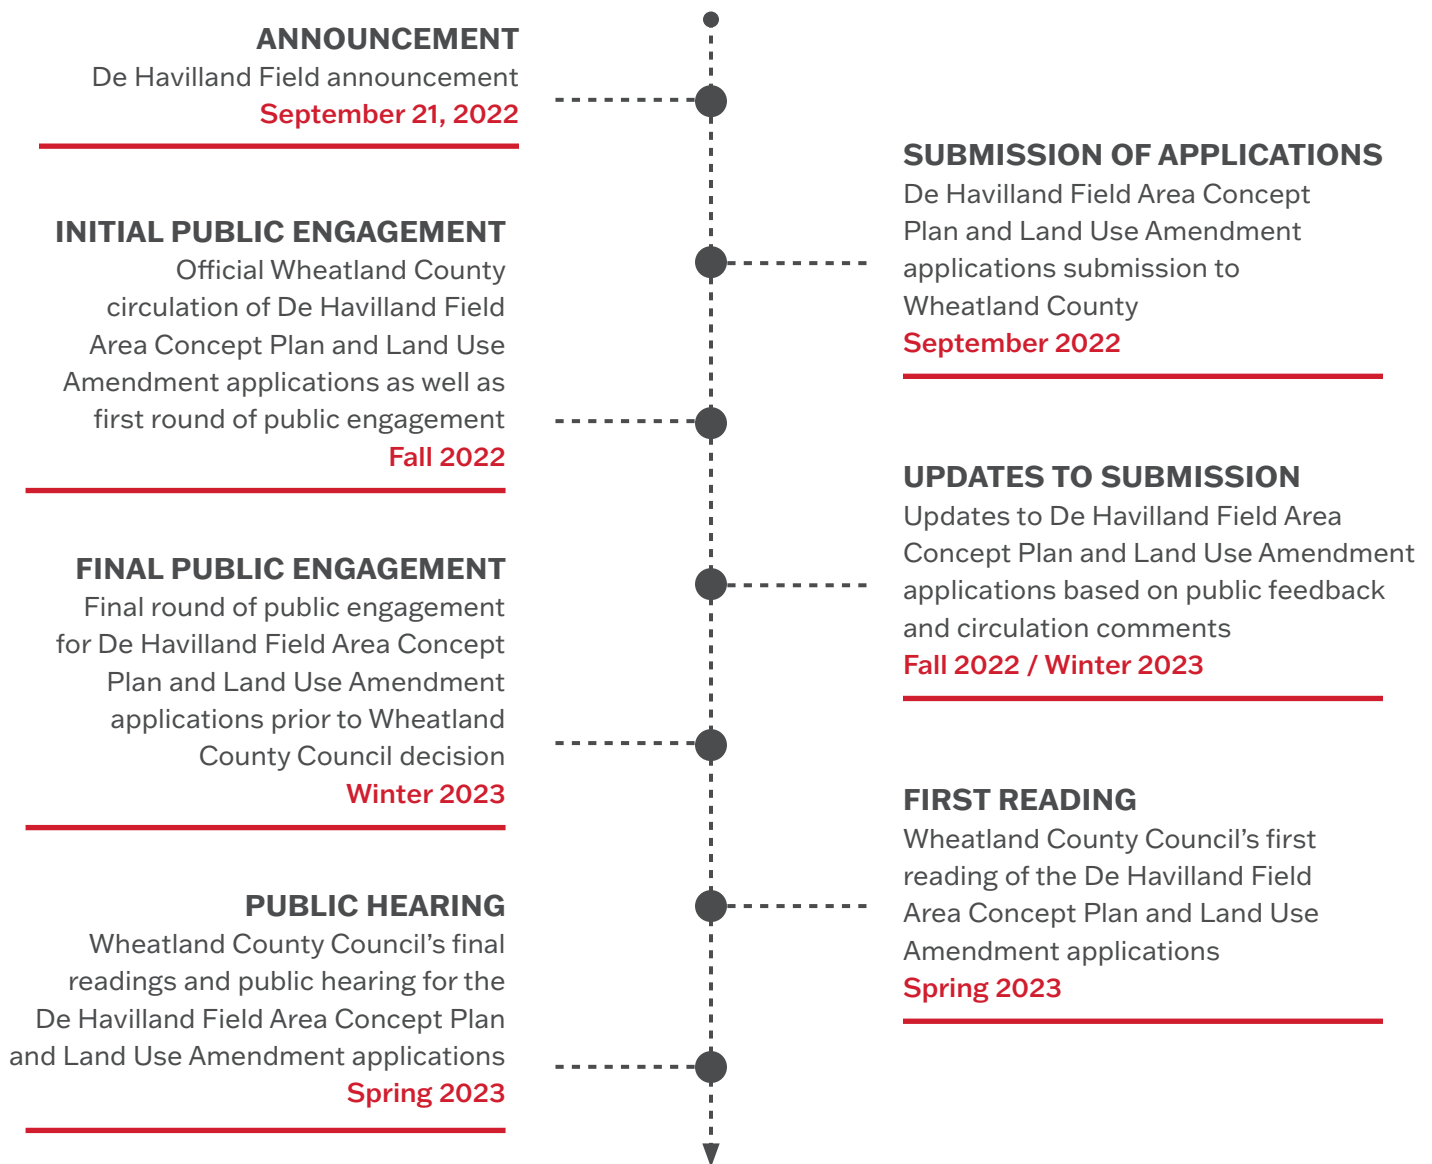 ANNOUNCEMENT
De Havilland Field announcement
September 21, 2022
SUBMISSION OF APPLICATIONS
De Havilland Field Area Concept
Plan and Land Use Amendment
applications submission to
Wheatland County
September 2022
INITIAL PUBLIC ENGAGEMENT
Official Wheatland County
circulation of De Havilland Field
Area Concept Plan and Land Use
Amendment applications as well as
first round of public engagement
Fall 2022
UPDATES TO SUBMISSION
Updates to De Havilland Field Area
Concept Plan and Land Use Amendment
applications based on public feedback
and circulation comments
Fall 2022 / Winter 2023
FINAL PUBLIC ENGAGEMENT
Final round of public engagement
for De Havilland Field Area Concept
Plan and Land Use Amendment
applications prior to Wheatland
County Council decision
Winter 2023
FIRST READING
Wheatland County Council’s first
reading of the De Havilland Field
Area Concept Plan and Land Use
Amendment applications
Spring 2023
PUBLIC HEARING
Wheatland County Council’s final
readings and public hearing for the
De Havilland Field Area Concept Plan
and Land Use Amendment applications
Spring 2023